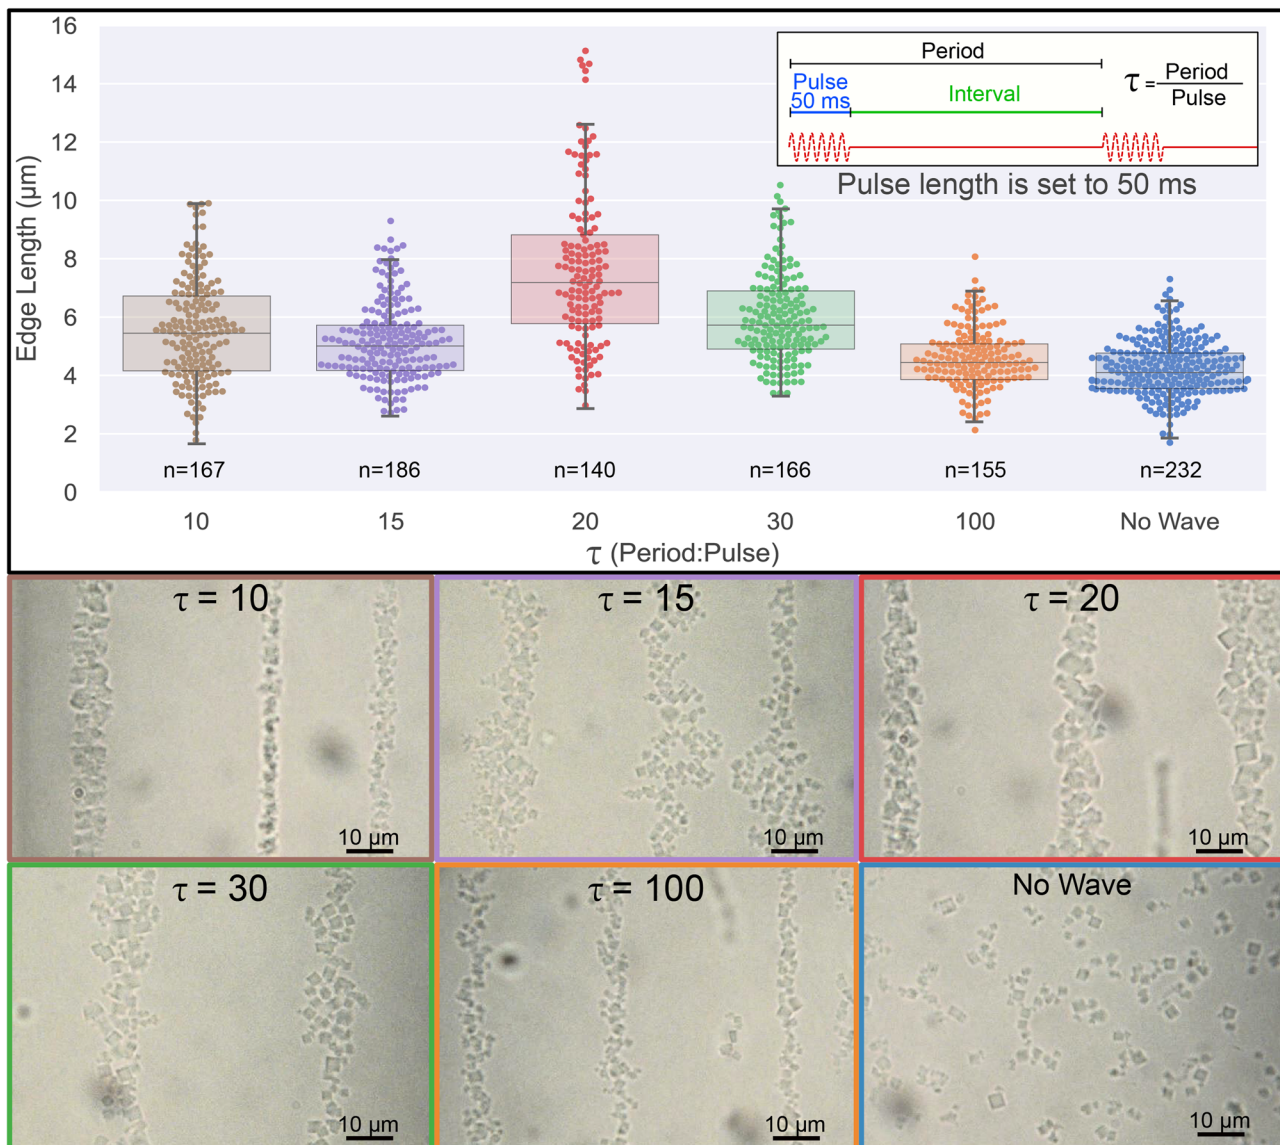 16
14
12
10
8
6
4
2
0
Edge Length (μm)
Period
Pulse
50 ms
Interval
τ = Period
Pulse
Pulse length is set to 50 ms
n=167 n=186 n=140 n=166 n=155 n=232
10 15 20 30 100 No Wave
τ (Period:Pulse)
τ = 10 τ = 15 τ = 20
10 μm 10 μm 10 μm
τ = 30 τ = 100 No Wave
10 μm 10 μm 10 μm